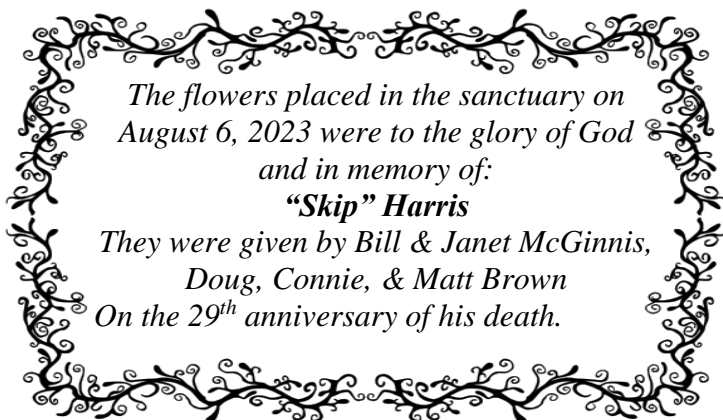 The flowers placed in the sanctuary on
August 6, 2023 were to the glory of God
and in memory of:
“Skip” Harris
They were given by Bill & Janet McGinnis,
Doug, Connie, & Matt Brown
On the 29th anniversary of his death.